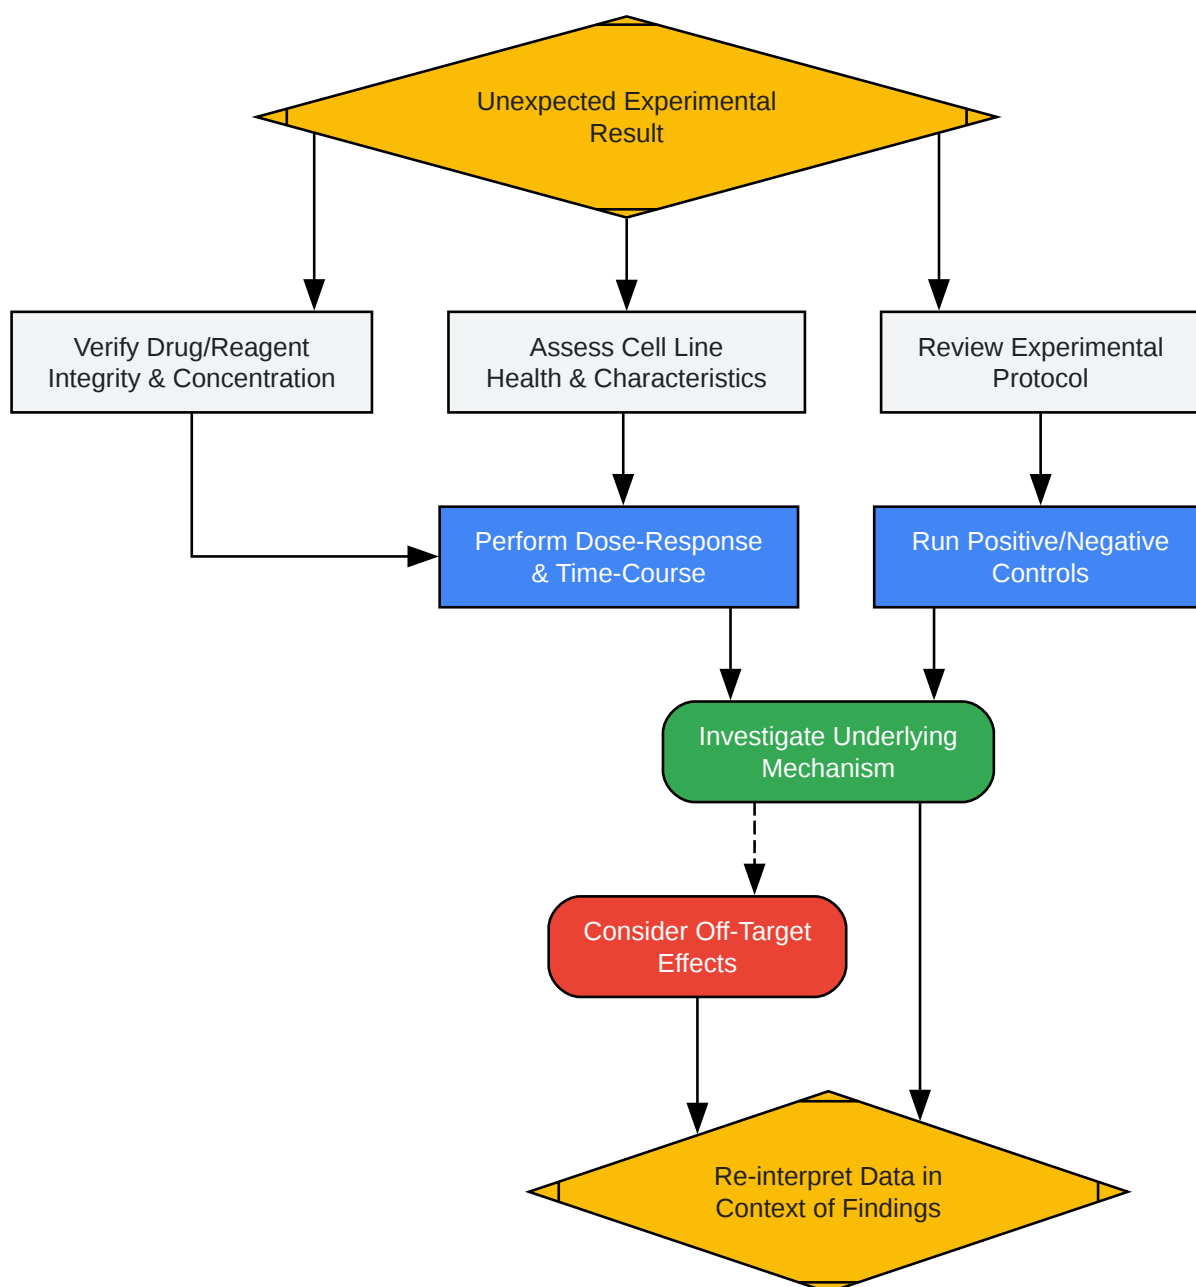 Unexpected Experimental
Result
Verify Drug/Reagent
Integrity & Concentration
Assess Cell Line
Health & Characteristics
Review Experimental
Protocol
Perform Dose-Response
& Time-Course
Run Positive/Negative
Controls
Investigate Underlying
Mechanism
Consider Off-Target
Effects
Re-interpret Data in
Context of Findings